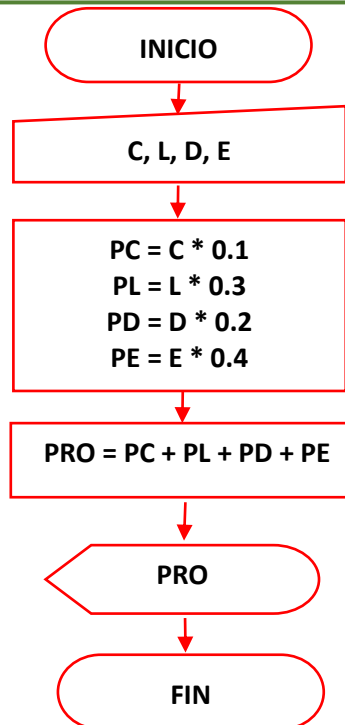 INICIO
C, L, D, E
PC = C * 0.1
PL = L * 0.3
PD = D * 0.2
PE = E * 0.4
PRO = PC + PL + PD + PE
PRO
FIN